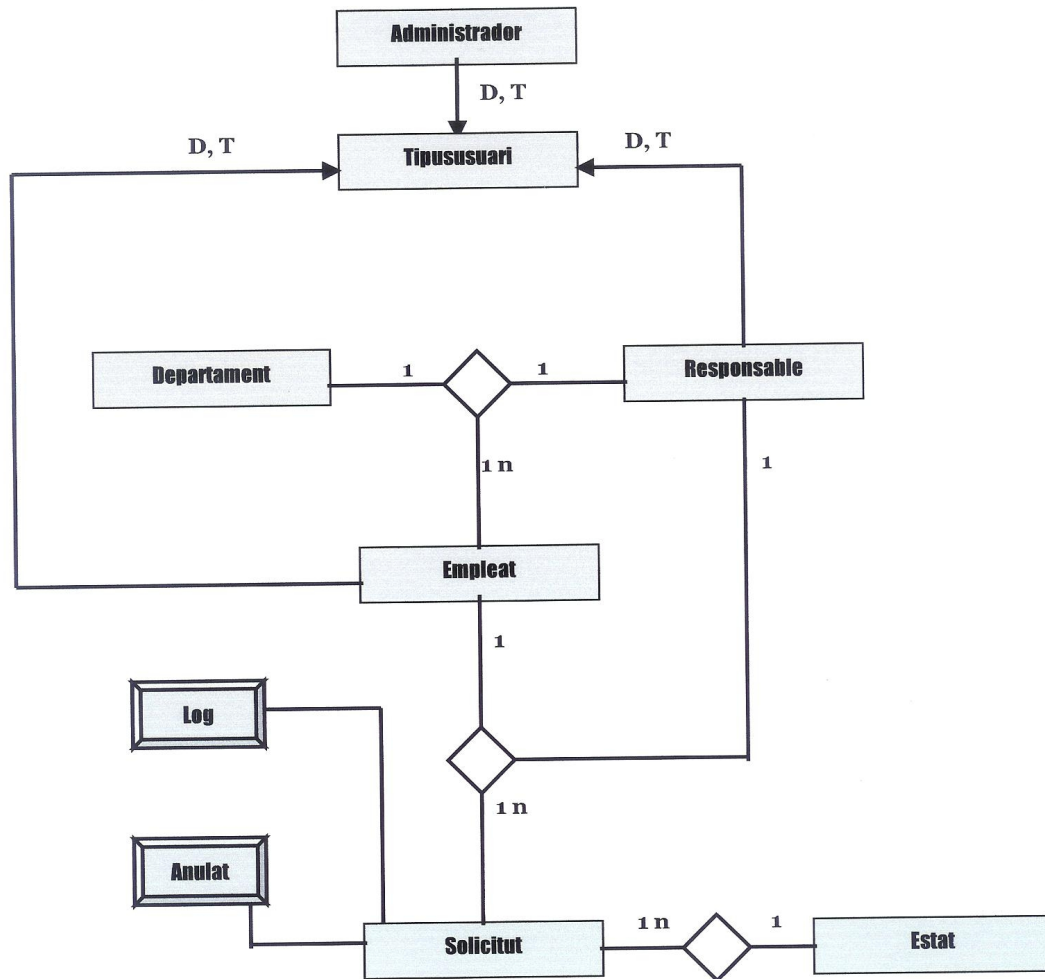 Administrador
D, T
D, T
Tipususuari
D, T
Departament
1
1
Responsable
1 n
1
Empleat
1
Log
1 n
Anulat
Solicitut
1 n
1
Estat